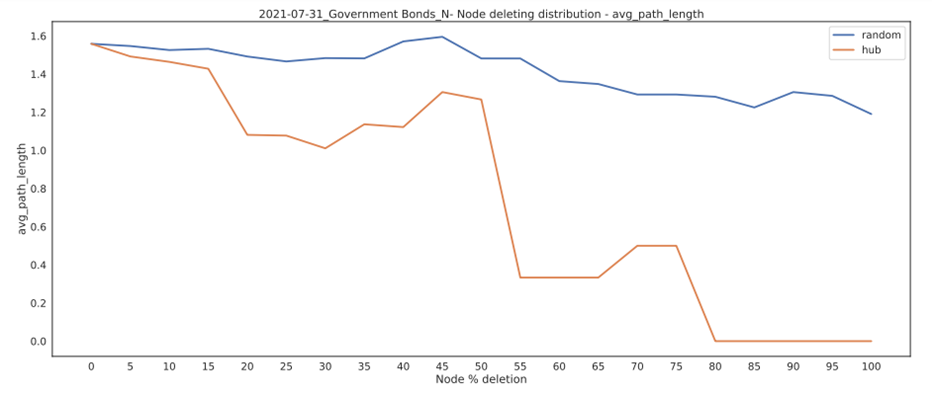 2021-07-31_Government Bonds_N- Node deleting distribution - avg_path_length
random
hub
avg_path_length
1.6
1.4
1.2
1.0
0.8
0.6
0.4
0.2
0.0
0 5 10 15 20 25 30 35 40 45 50 55 60 65 70 75 80 85 90 95 100
Node % deletion